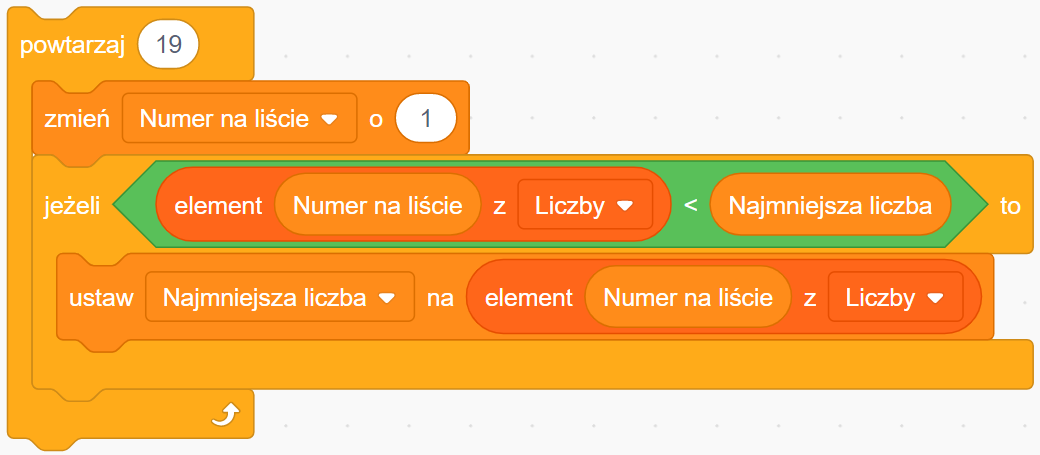 powtarzaj 19
zmień Numer na liście o 1
jeżeli element Numer na liście z Liczby < Najmniejsza liczba to
ustaw Najmniejsza liczba na element Numer na liście z Liczby